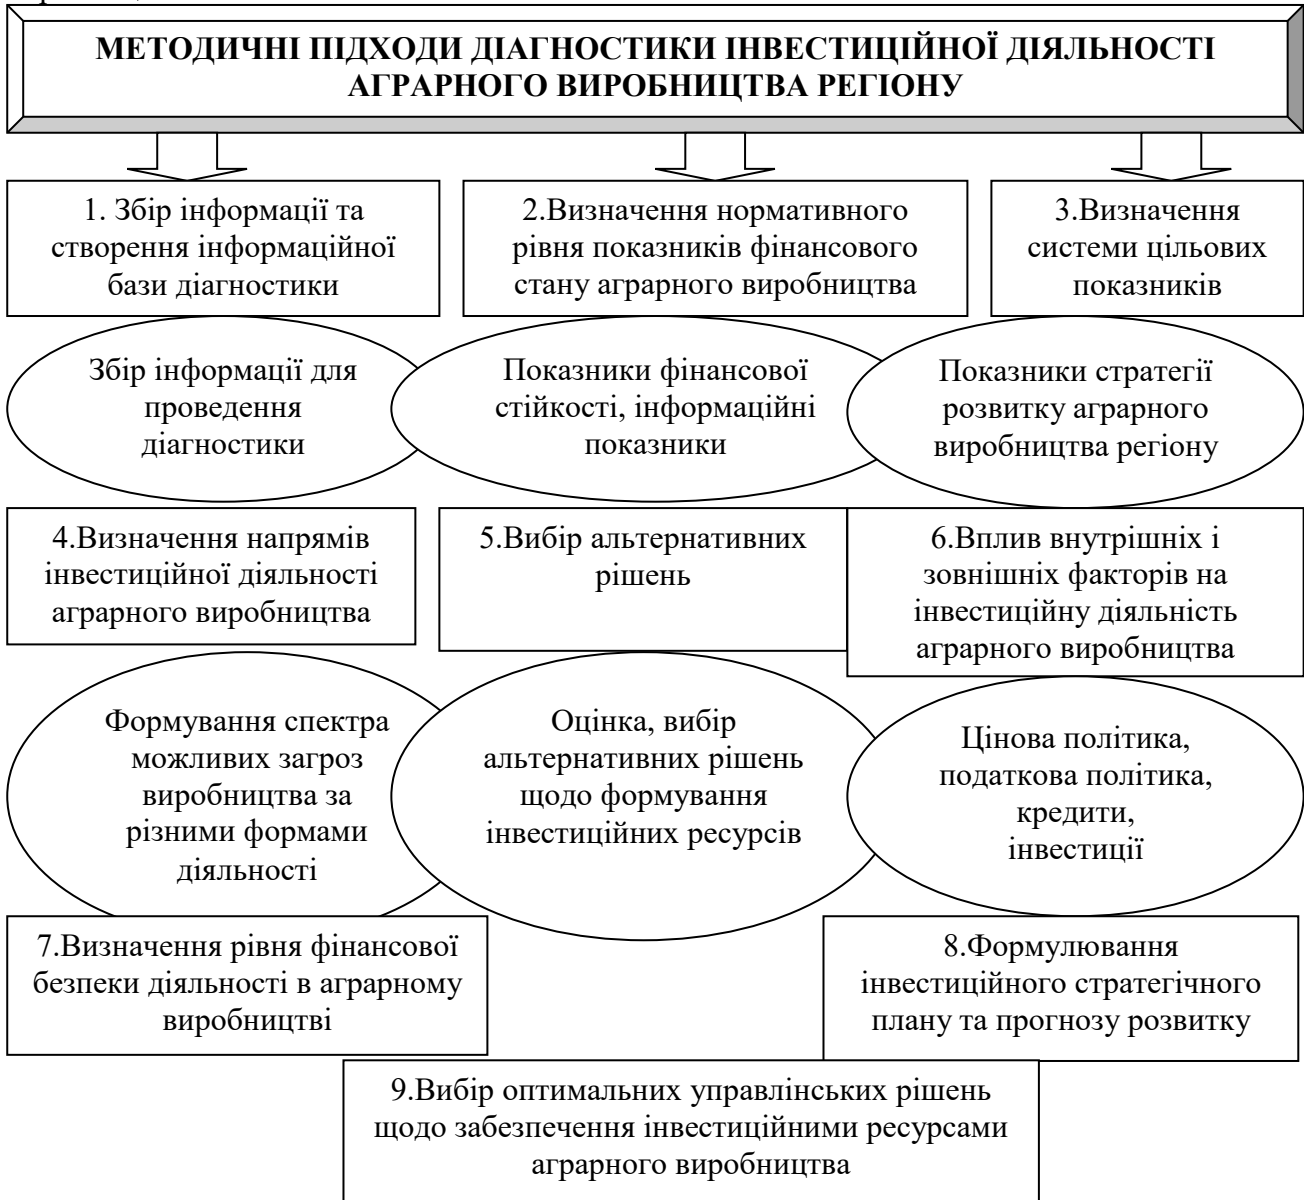 МЕТОДИЧНІ ПІДХОДИ ДІАГНОСТИКИ ІНВЕСТИЦІЙНОЇ ДІЯЛЬНОСТІ
АГРАРНОГО ВИРОБНИЦТВА РЕГІОНУ
1. Збір інформації та
створення інформаційної
бази діагностики
2.Визначення нормативного
рівня показників фінансового
стану аграрного виробництва
3.Визначення
системи цільових
показників
Збір інформації для
проведення
діагностики
Показники фінансової
стійкості, інформаційні
показники
Показники стратегії
розвитку аграрного
виробництва регіону
4.Визначення напрямів
інвестиційної діяльності
аграрного виробництва
5.Вибір альтернативних
рішень
6.Вплив внутрішніх і
зовнішніх факторів на
інвестиційну діяльність
аграрного виробництва
Формування спектра
можливих загроз
виробництва за
різними формами
діяльності
Оцінка, вибір
альтернативних рішень
щодо формування
інвестиційних ресурсів
Цінова політика,
податкова політика,
кредити,
інвестиції
7.Визначення рівня фінансової
безпеки діяльності в аграрному
виробництві
8.Формулювання
інвестиційного стратегічного
плану та прогнозу розвитку
9.Вибір оптимальних управлінських рішень
щодо забезпечення інвестиційними ресурсами
аграрного виробництва